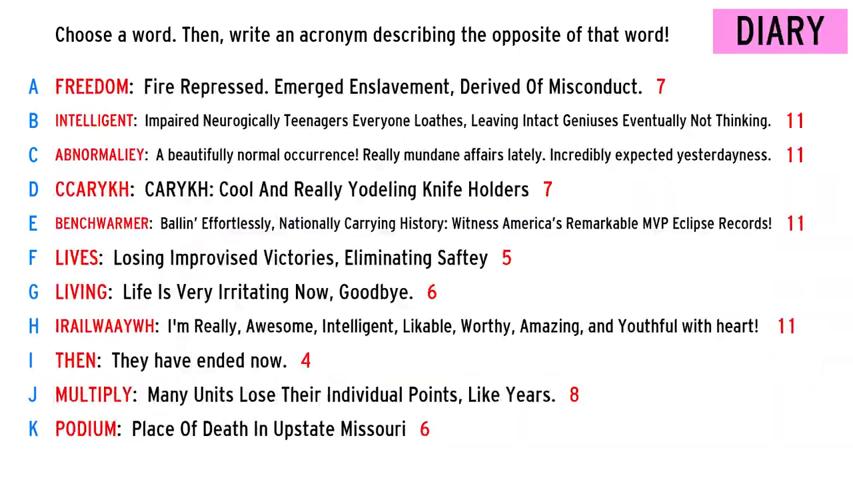 Choose a word. Then, write an acronym describing the opposite of that word!
DIARY
A FREEDOM: Fire Repressed. Emerged Enslavement, Derived Of Misconduct. 7
B INTELLIGENT: Impaired Neurogically Teenagers Everyone Loathes, Leaving Intact Geniuses Eventually Not Thinking. 11
C ABNORMALIEY: A beautifully normal occurrence! Really mundane affairs lately. Incredibly expected yesterdayness. 11
D CCARYKH: CARYKH: Cool And Really Yodeling Knife Holders 7
E BENCHWARMER: Ballin' Effortlessly, Nationally Carrying History: Witness America's Remarkable MVP Eclipse Records! 11
F LIVES: Losing Improvised Victories, Eliminating Saftey 5
G LIVING: Life Is Very Irritating Now, Goodbye. 6
H IRAILWAAYWH: I'm Really, Awesome, Intelligent, Likable, Worthy, Amazing, and Youthful with heart! 11
I THEN: They have ended now. 4
J MULTIPLY: Many Units Lose Their Individual Points, Like Years. 8
K PODIUM: Place Of Death In Upstate Missouri 6